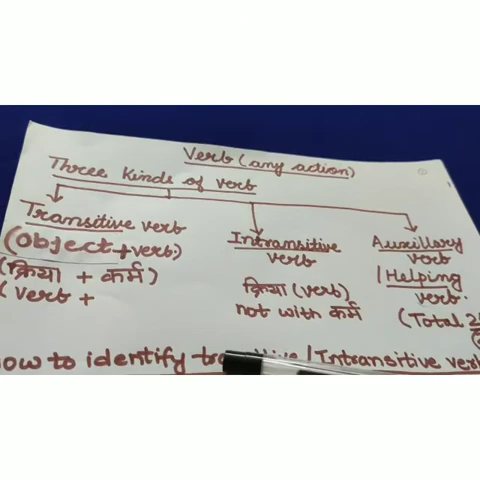 Verb (any action)
Three kinds of verb
Transitive verb
(Object + verb)
(क्रिया + कर्म)
( verb +
Intransitive
verb
क्रिया (verb)
not with कर्म
Auxillary
verb
/ Helping
verb.
(Total
How to identify / Intransitive verb